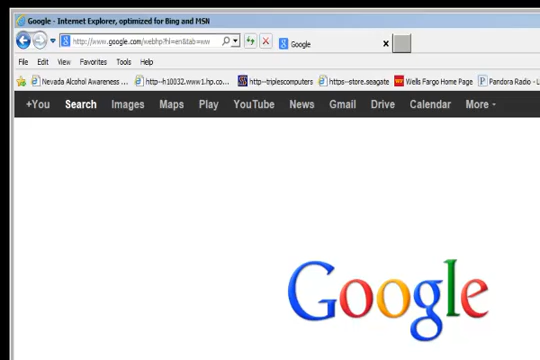 Google - Internet Explorer, optimized for Bing and MSN
http://www.google.com/webhp?hl=en&tab=ww Google
File Edit View Favorites Tools Help
Nevada Alcohol Awareness ... http--h10032.www1.hp.co... http--triplescomputers https--store.seagate Wells Fargo Home Page Pandora Radio - L
+You Search Images Maps Play YouTube News Gmail Drive Calendar More
Google